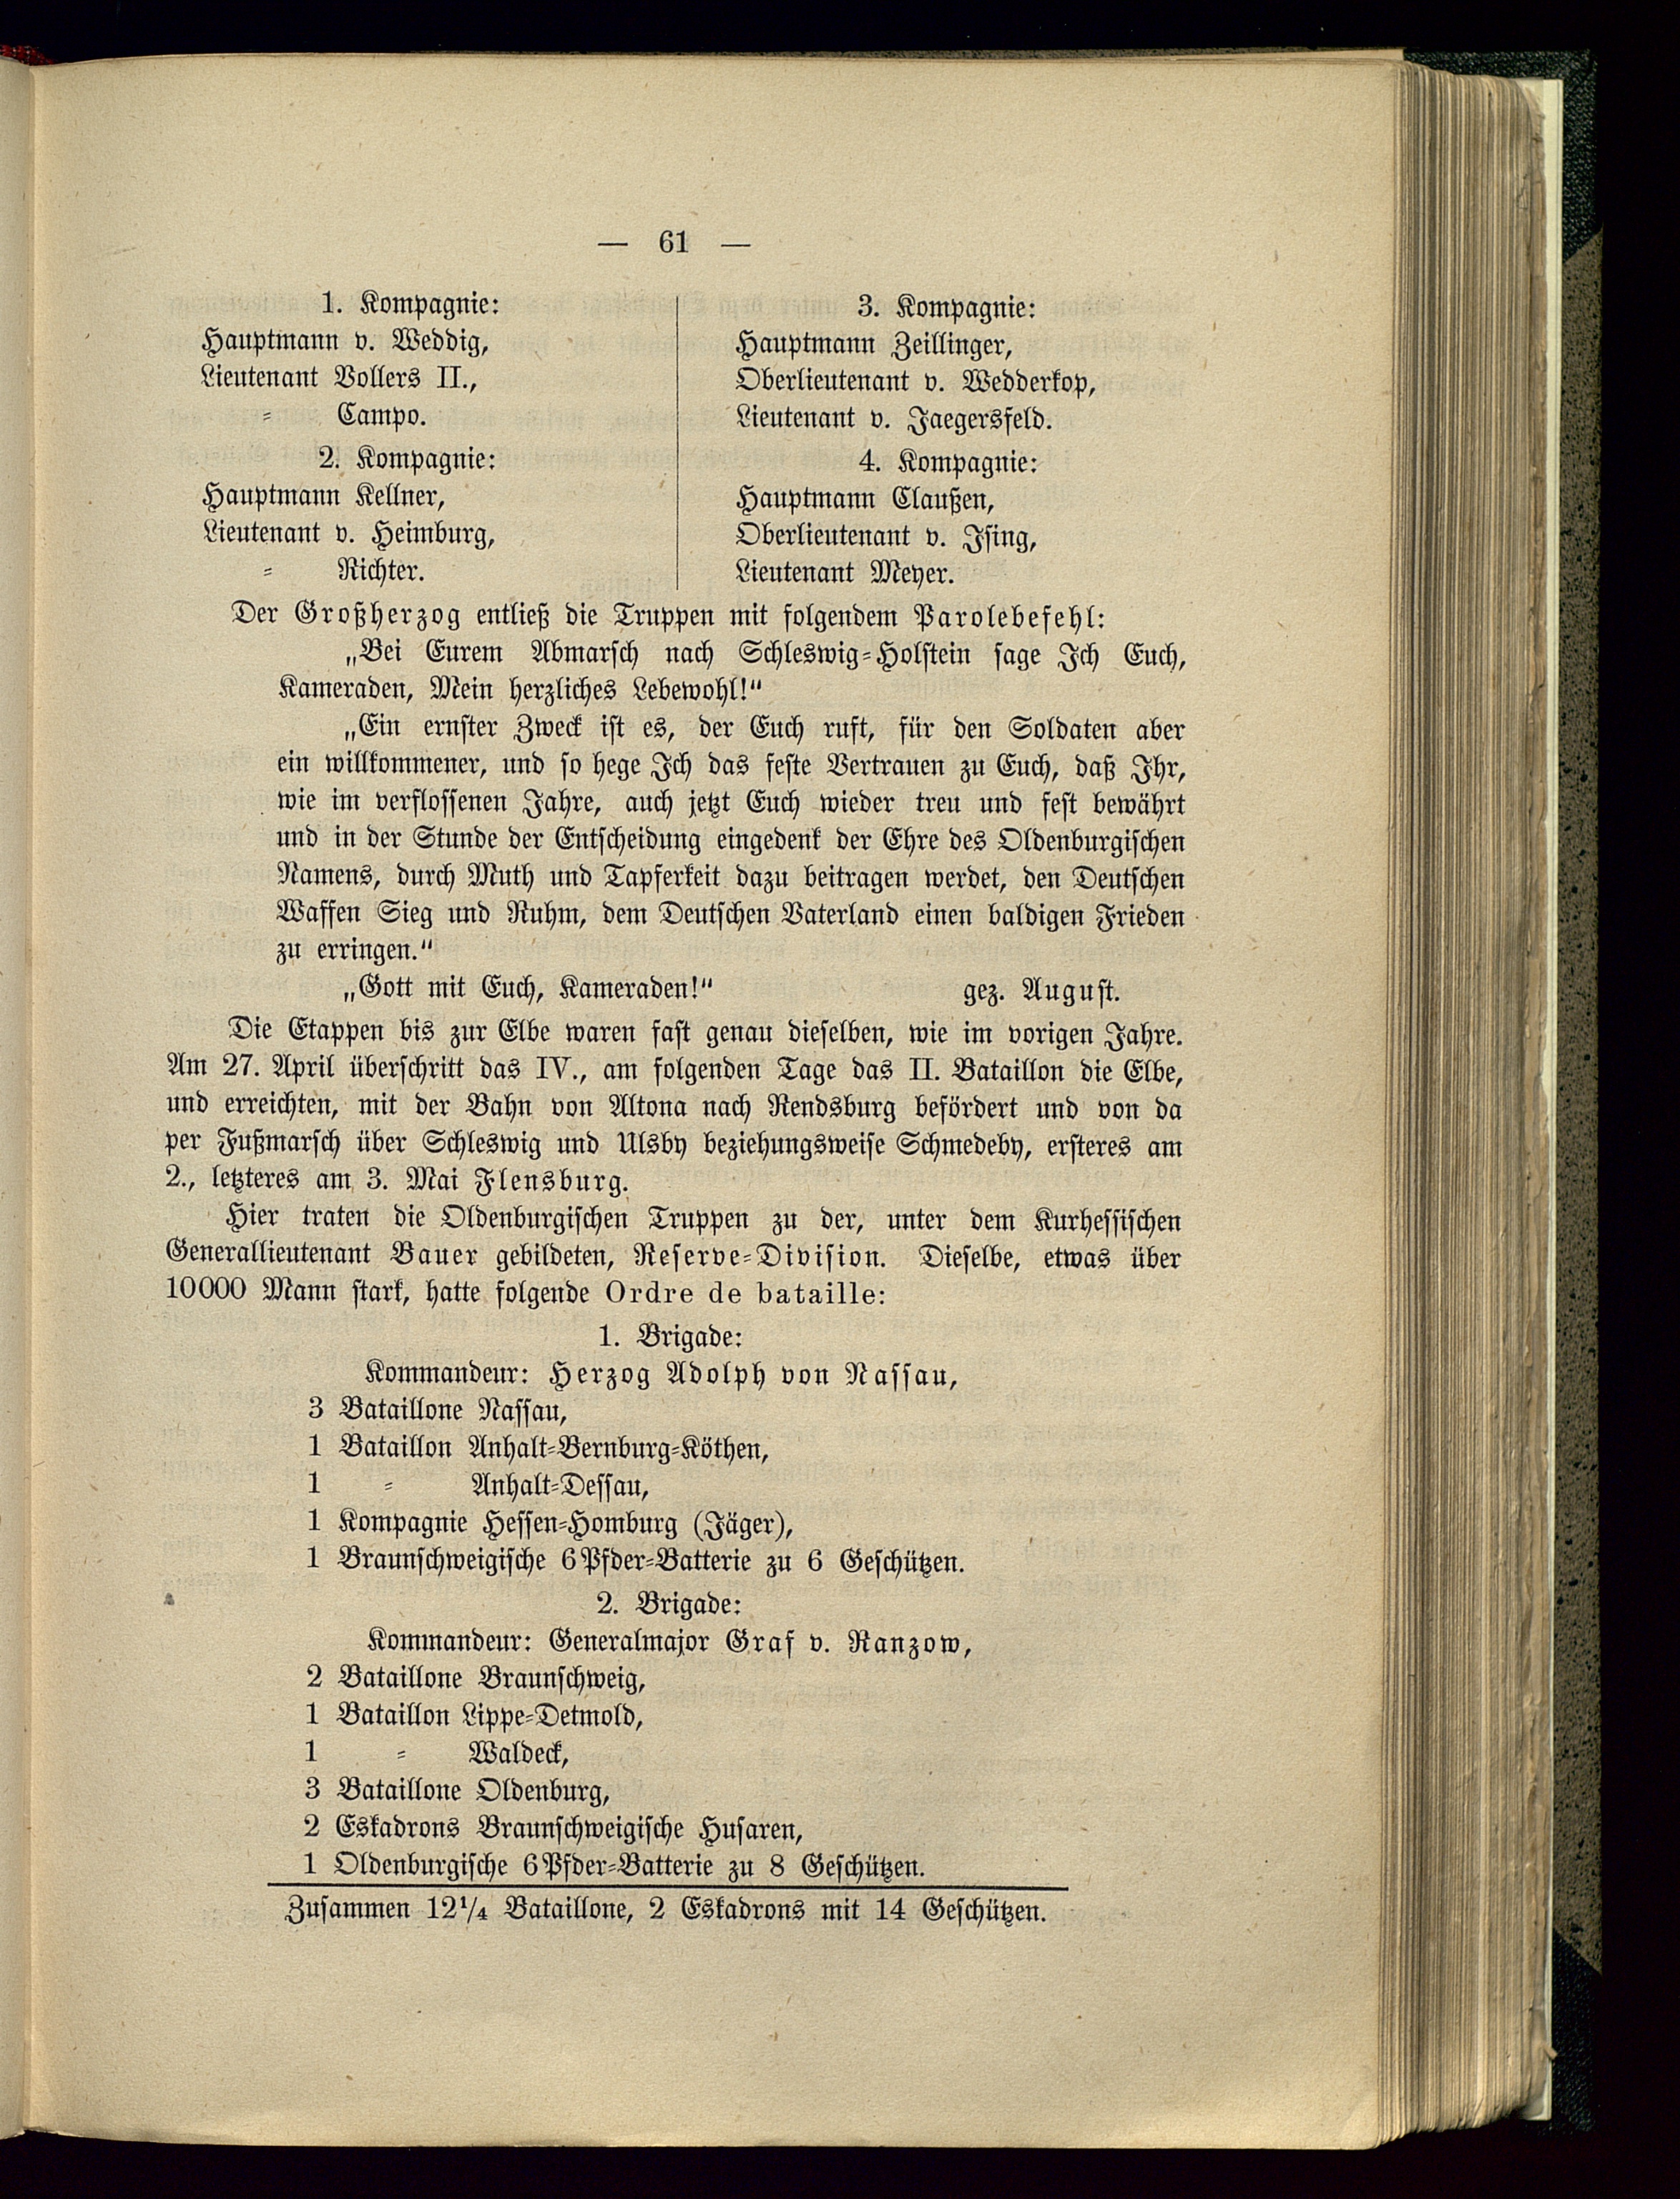 — 61 —
1. Kompagnie:
Hauptmann v. Weddig,
Lieutenant Vollers II.,
= Campo.
2. Kompagnie:
Hauptmann Kellner,
Lieutenant v. Heimburg,
= Richter.
3. Kompagnie:
Hauptmann Zeillinger,
Oberlieutenant v. Wedderkop,
Lieutenant v. Jaegersfeld.
4. Kompagnie:
Hauptmann Claußen,
Oberlieutenant v. Ising,
Lieutenant Meyer.
Der Großherzog entließ die Truppen mit folgendem Parolebefehl:
„Bei Eurem Abmarsch nach Schleswig=Holstein sage Ich Euch,
Kameraden, Mein herzliches Lebewohl!“
„Ein ernster Zweck ist es, der Euch ruft, für den Soldaten aber
ein willkommener, und so hege Ich das feste Vertrauen zu Euch, daß Ihr,
wie im verflossenen Jahre, auch jetzt Euch wieder treu und fest bewährt
und in der Stunde der Entscheidung eingedenk der Ehre des Oldenburgischen
Namens, durch Muth und Tapferkeit dazu beitragen werdet, den Deutschen
Waffen Sieg und Ruhm, dem Deutschen Vaterland einen baldigen Frieden
zu erringen.“
„Gott mit Euch, Kameraden!“ gez. August.
Die Etappen bis zur Elbe waren fast genau dieselben, wie im vorigen Jahre.
Am 27. April überschritt das IV., am folgenden Tage das II. Bataillon die Elbe,
und erreichten, mit der Bahn von Altona nach Rendsburg befördert und von da
per Fußmarsch über Schleswig und Ulsby beziehungsweise Schmedeby, ersteres am
2., letzteres am 3. Mai Flensburg.
Hier traten die Oldenburgischen Truppen zu der, unter dem Kurhessischen
Generallieutenant Bauer gebildeten, Reserve=Division. Dieselbe, etwas über
10000 Mann stark, hatte folgende Ordre de bataille:
1. Brigade:
Kommandeur: Herzog Adolph von Nassau,
3 Bataillone Nassau,
1 Bataillon Anhalt=Bernburg=Köthen,
1 = Anhalt=Dessau,
1 Kompagnie Hessen=Homburg (Jäger),
1 Braunschweigische 6Pfder=Batterie zu 6 Geschützen.
2. Brigade:
Kommandeur: Generalmajor Graf v. Ranzow,
2 Bataillone Braunschweig,
1 Bataillon Lippe=Detmold,
1 = Waldeck,
3 Bataillone Oldenburg,
2 Eskadrons Braunschweigische Husaren,
1 Oldenburgische 6Pfder=Batterie zu 8 Geschützen.
Zusammen 12¼ Bataillone, 2 Eskadrons mit 14 Geschützen.